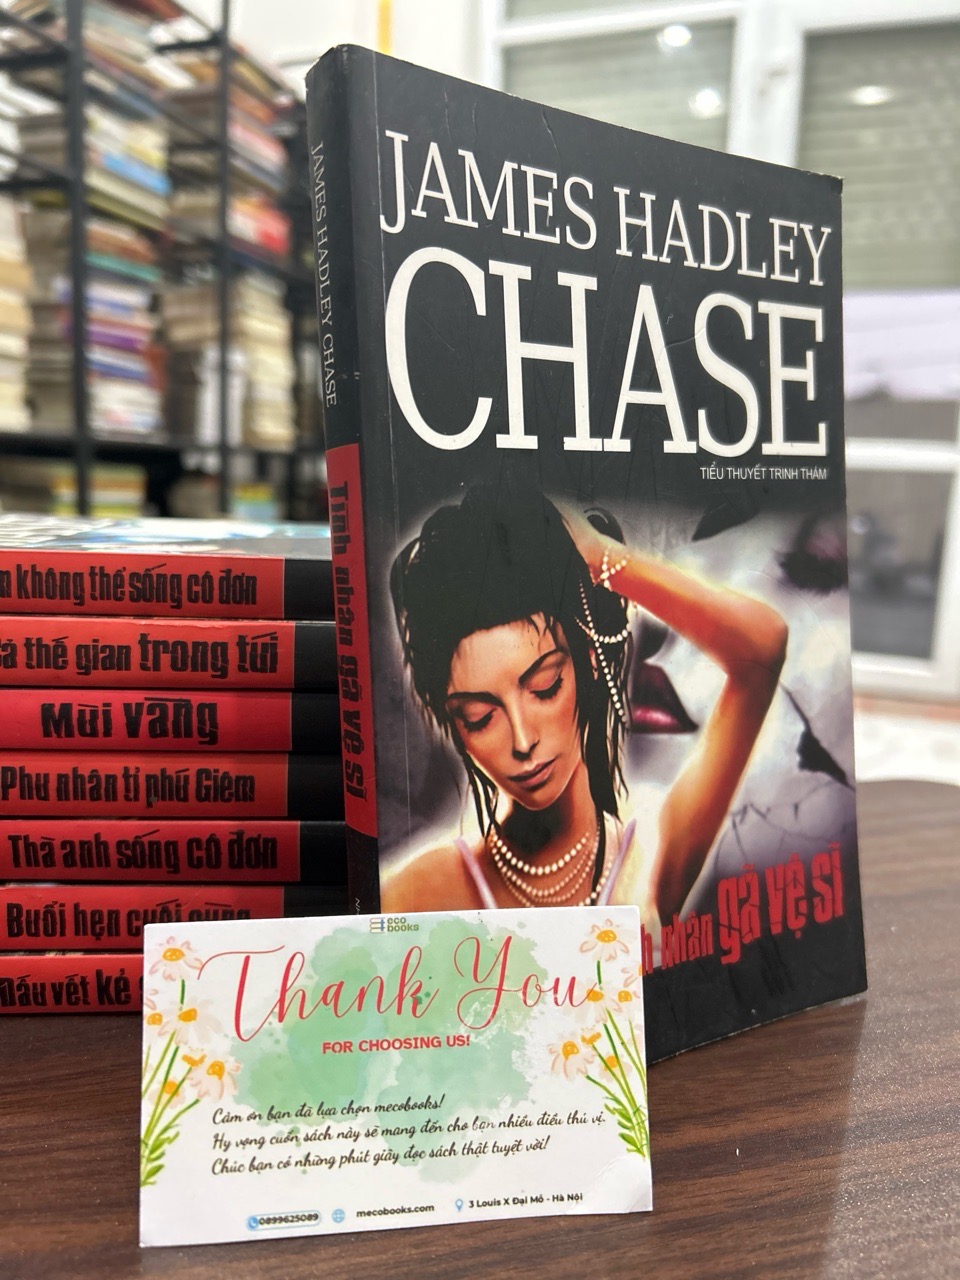 JAMES HADLEY
CHASE
TIỂU THUYẾT TRINH THÁM
nhân gã vệ sĩ
JAMES HADLEY CHASE
Tình nhân gã vệ sĩ
không thể sống cô đơn
thế gian trong túi
Mùi vàng
Phu nhân tỉ phú Giêm
Thà anh sống cô đơn
Buổi hẹn cuối cùng
vết kẻ
eco
books
Thank You
FOR CHOOSING US!
Cảm ơn bạn đã lựa chọn mecobooks!
Hy vọng cuốn sách này sẽ mang đến cho bạn nhiều điều thú vị.
Chúc bạn có những phút giây đọc sách thật tuyệt vời!
0899625089 mecobooks.com 3 Louis X Đại Mỗ - Hà Nội